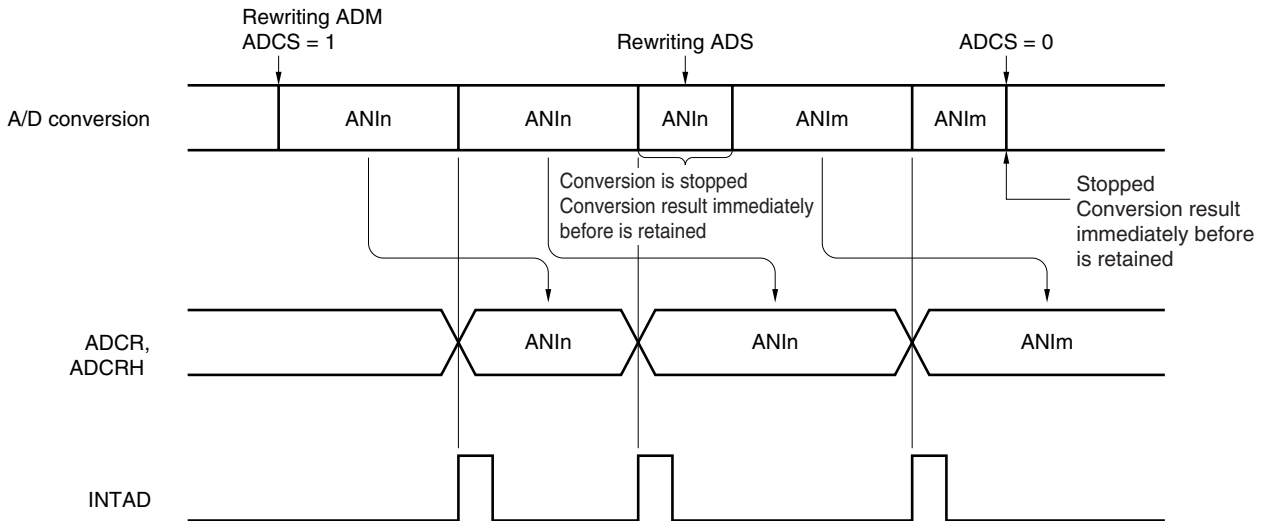 Rewriting ADM
ADCS = 1
Rewriting ADS
ADCS = 0
A/D conversion
ANIn
ANIn
ANIn
ANIm
ANIm
Conversion is stopped
Conversion result immediately
before is retained
Stopped
Conversion result
immediately before
is retained
ADCR,
ADCRH
ANIn
ANIn
ANIm
INTAD